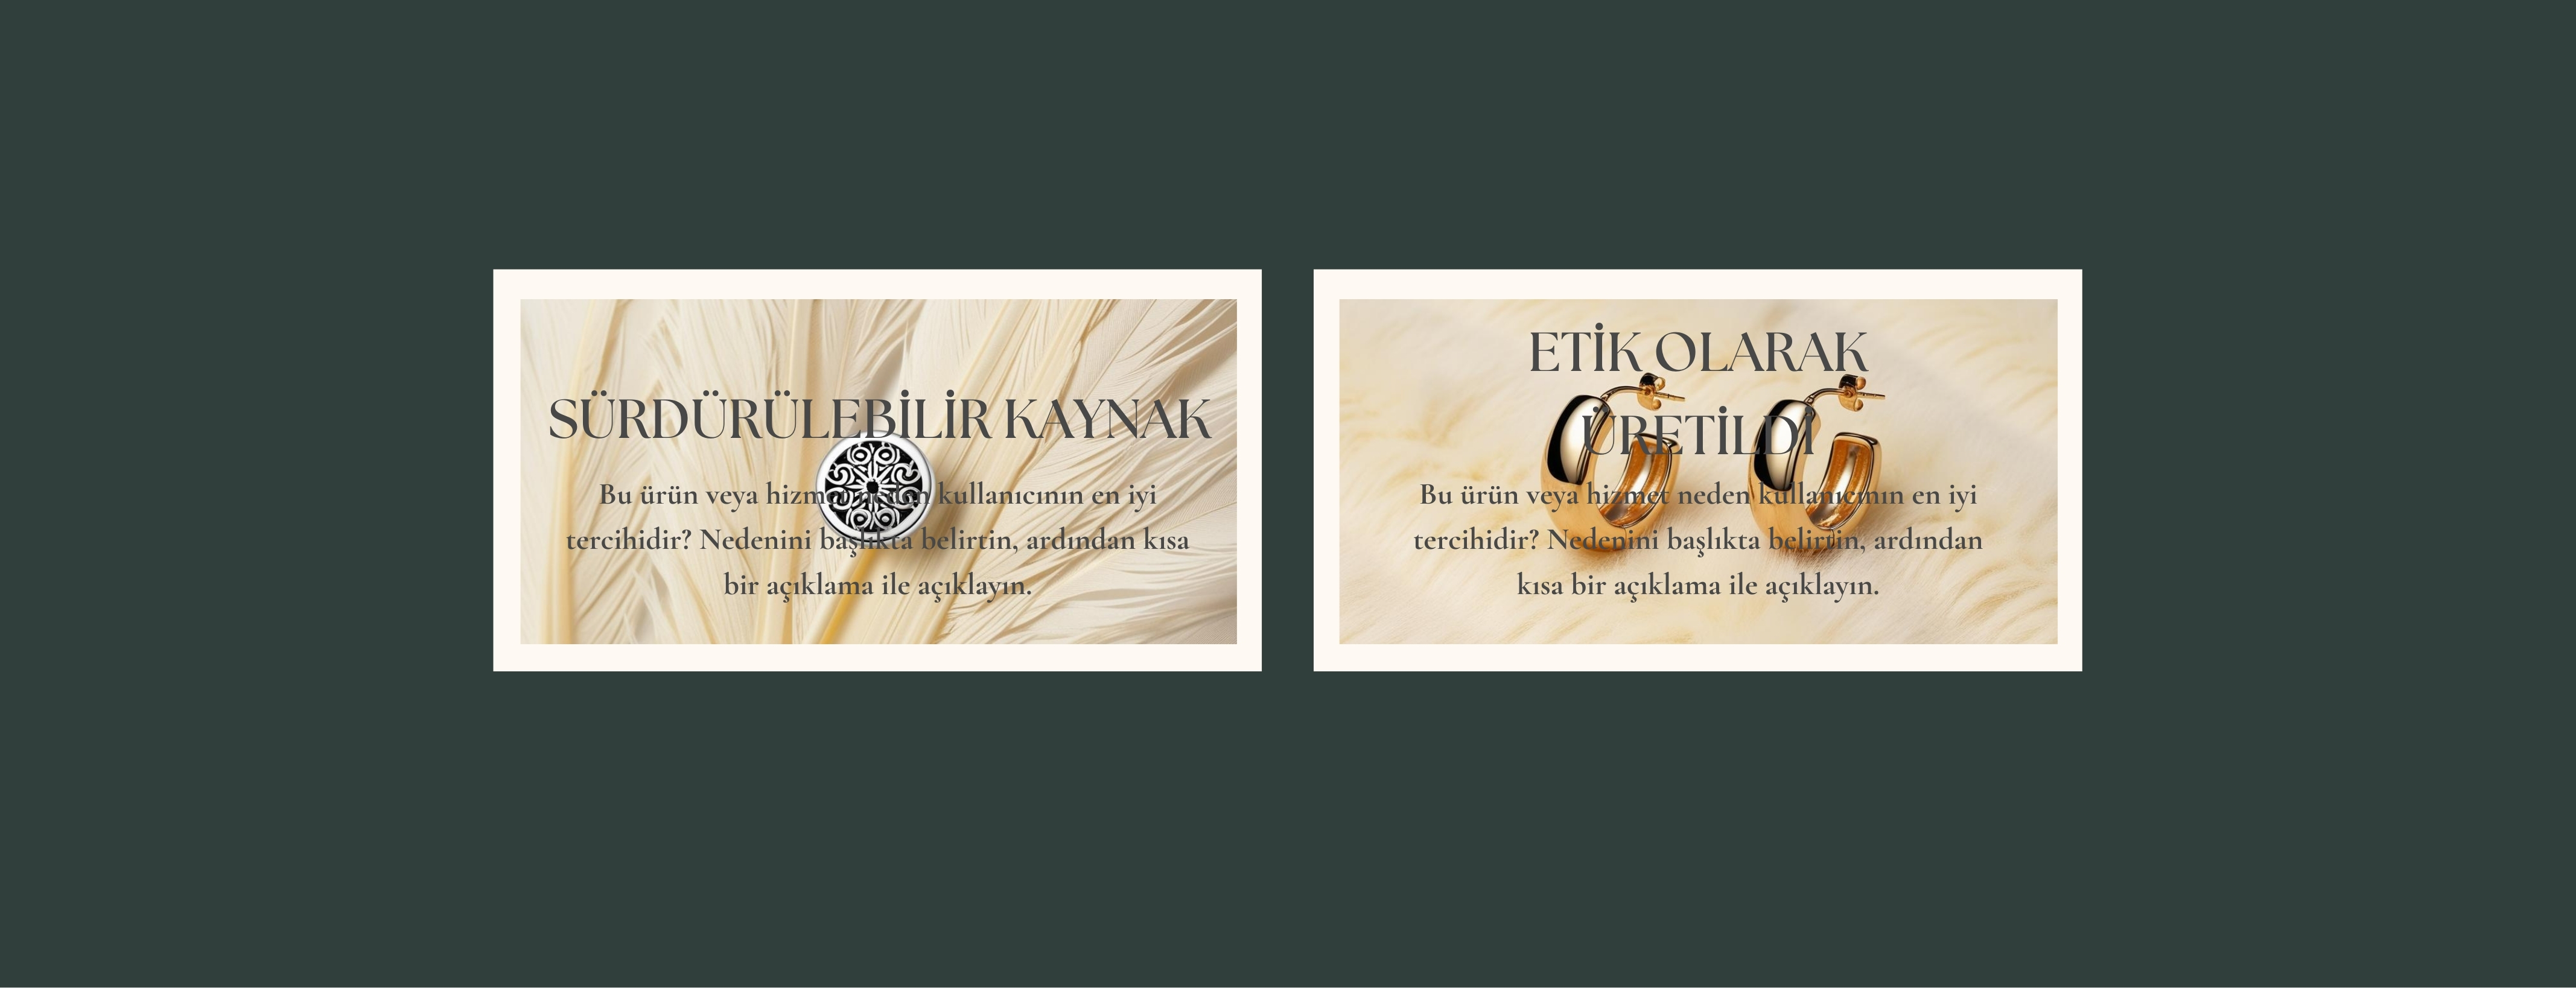 SÜRDÜRÜLEBİLİR KAYNAK
Bu ürün veya hizmet neden kullanıcının en iyi
tercihidir? Nedenini başlıkta belirtin, ardından kısa
bir açıklama ile açıklayın.
ETİK OLARAK
ÜRETİLDİ
Bu ürün veya hizmet neden kullanıcının en iyi
tercihidir? Nedenini başlıkta belirtin, ardından
kısa bir açıklama ile açıklayın.